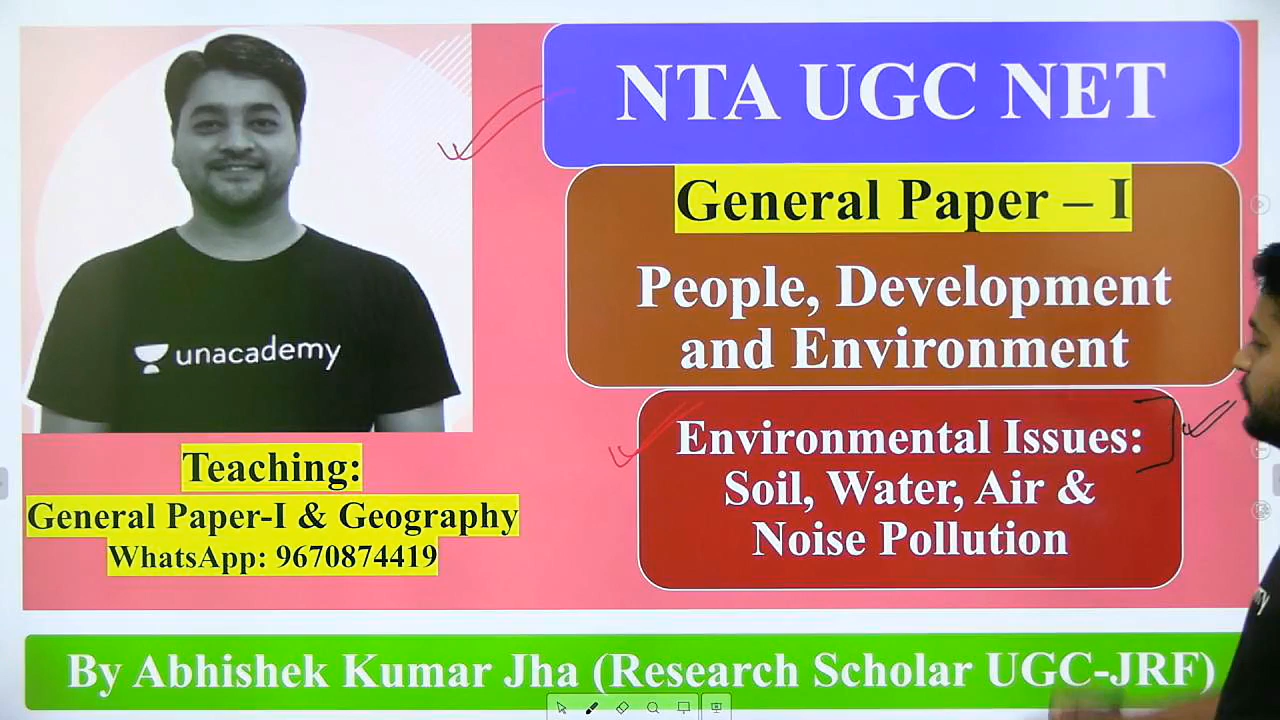 NTA UGC NET
General Paper – I
People, Development
and Environment
Environmental Issues:
Soil, Water, Air &
Noise Pollution
unacademy
Teaching:
General Paper-I & Geography
WhatsApp: 9670874419
By Abhishek Kumar Jha (Research Scholar UGC-JRF)